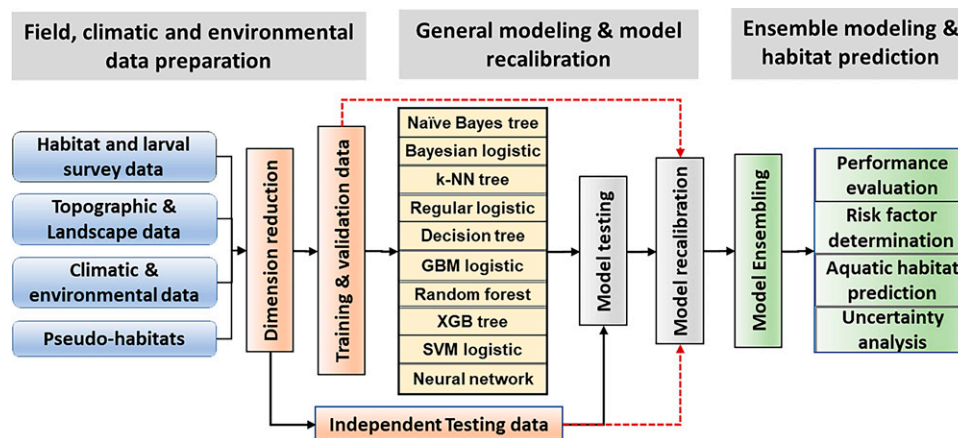 Field, climatic and environmental
data preparation
General modeling & model
recalibration
Ensemble modeling &
habitat prediction
Habitat and larval
survey data
Topographic &
Landscape data
Climatic &
environmental data
Pseudo-habitats
Dimension reduction
Training & validation data
Naïve Bayes tree
Bayesian logistic
k-NN tree
Regular logistic
Decision tree
GBM logistic
Random forest
XGB tree
SVM logistic
Neural network
Independent Testing data
Model testing
Model recalibration
Model Ensembling
Performance
evaluation
Risk factor
determination
Aquatic habitat
prediction
Uncertainty
analysis